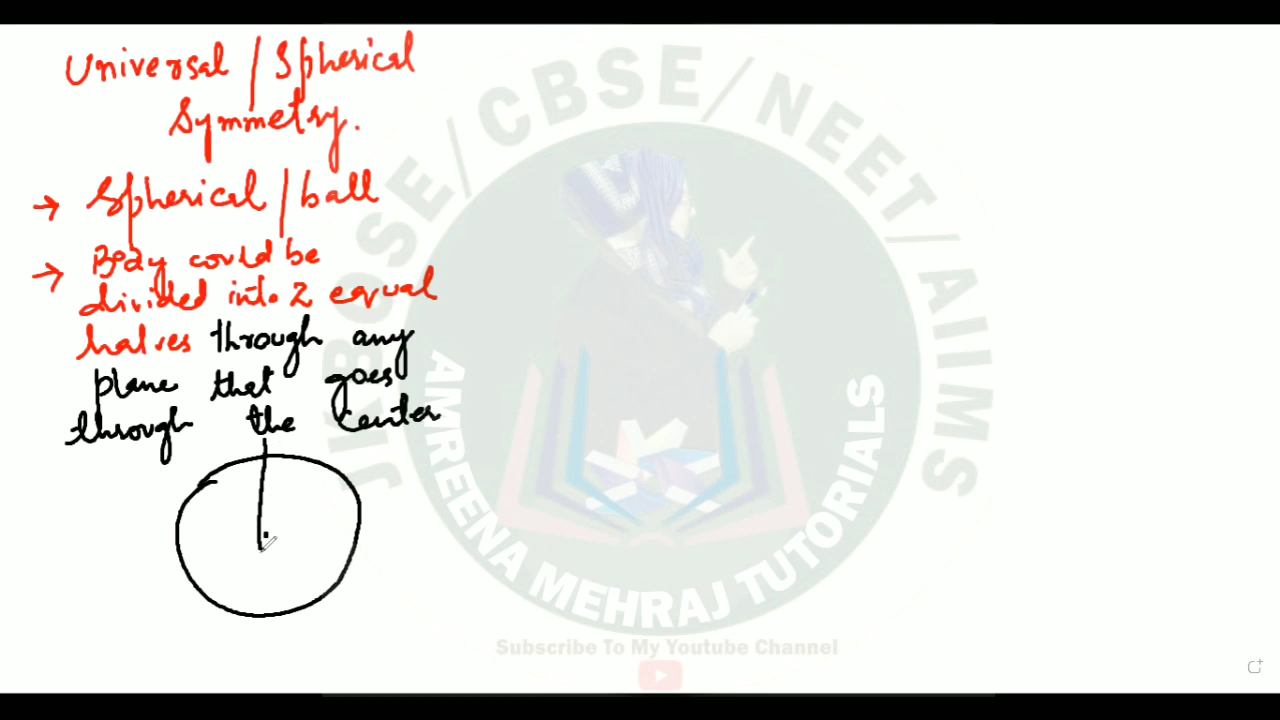 Universal / Spherical
Symmetry.
→ Spherical / ball
→ Body could be
divided into 2 equal
halves through any
plane that goes
through the center
JKBOSE/CBSE/NEET/AIIMS
AMREENA MEHRAJ TUTORIALS
Subscribe To My Youtube Channel